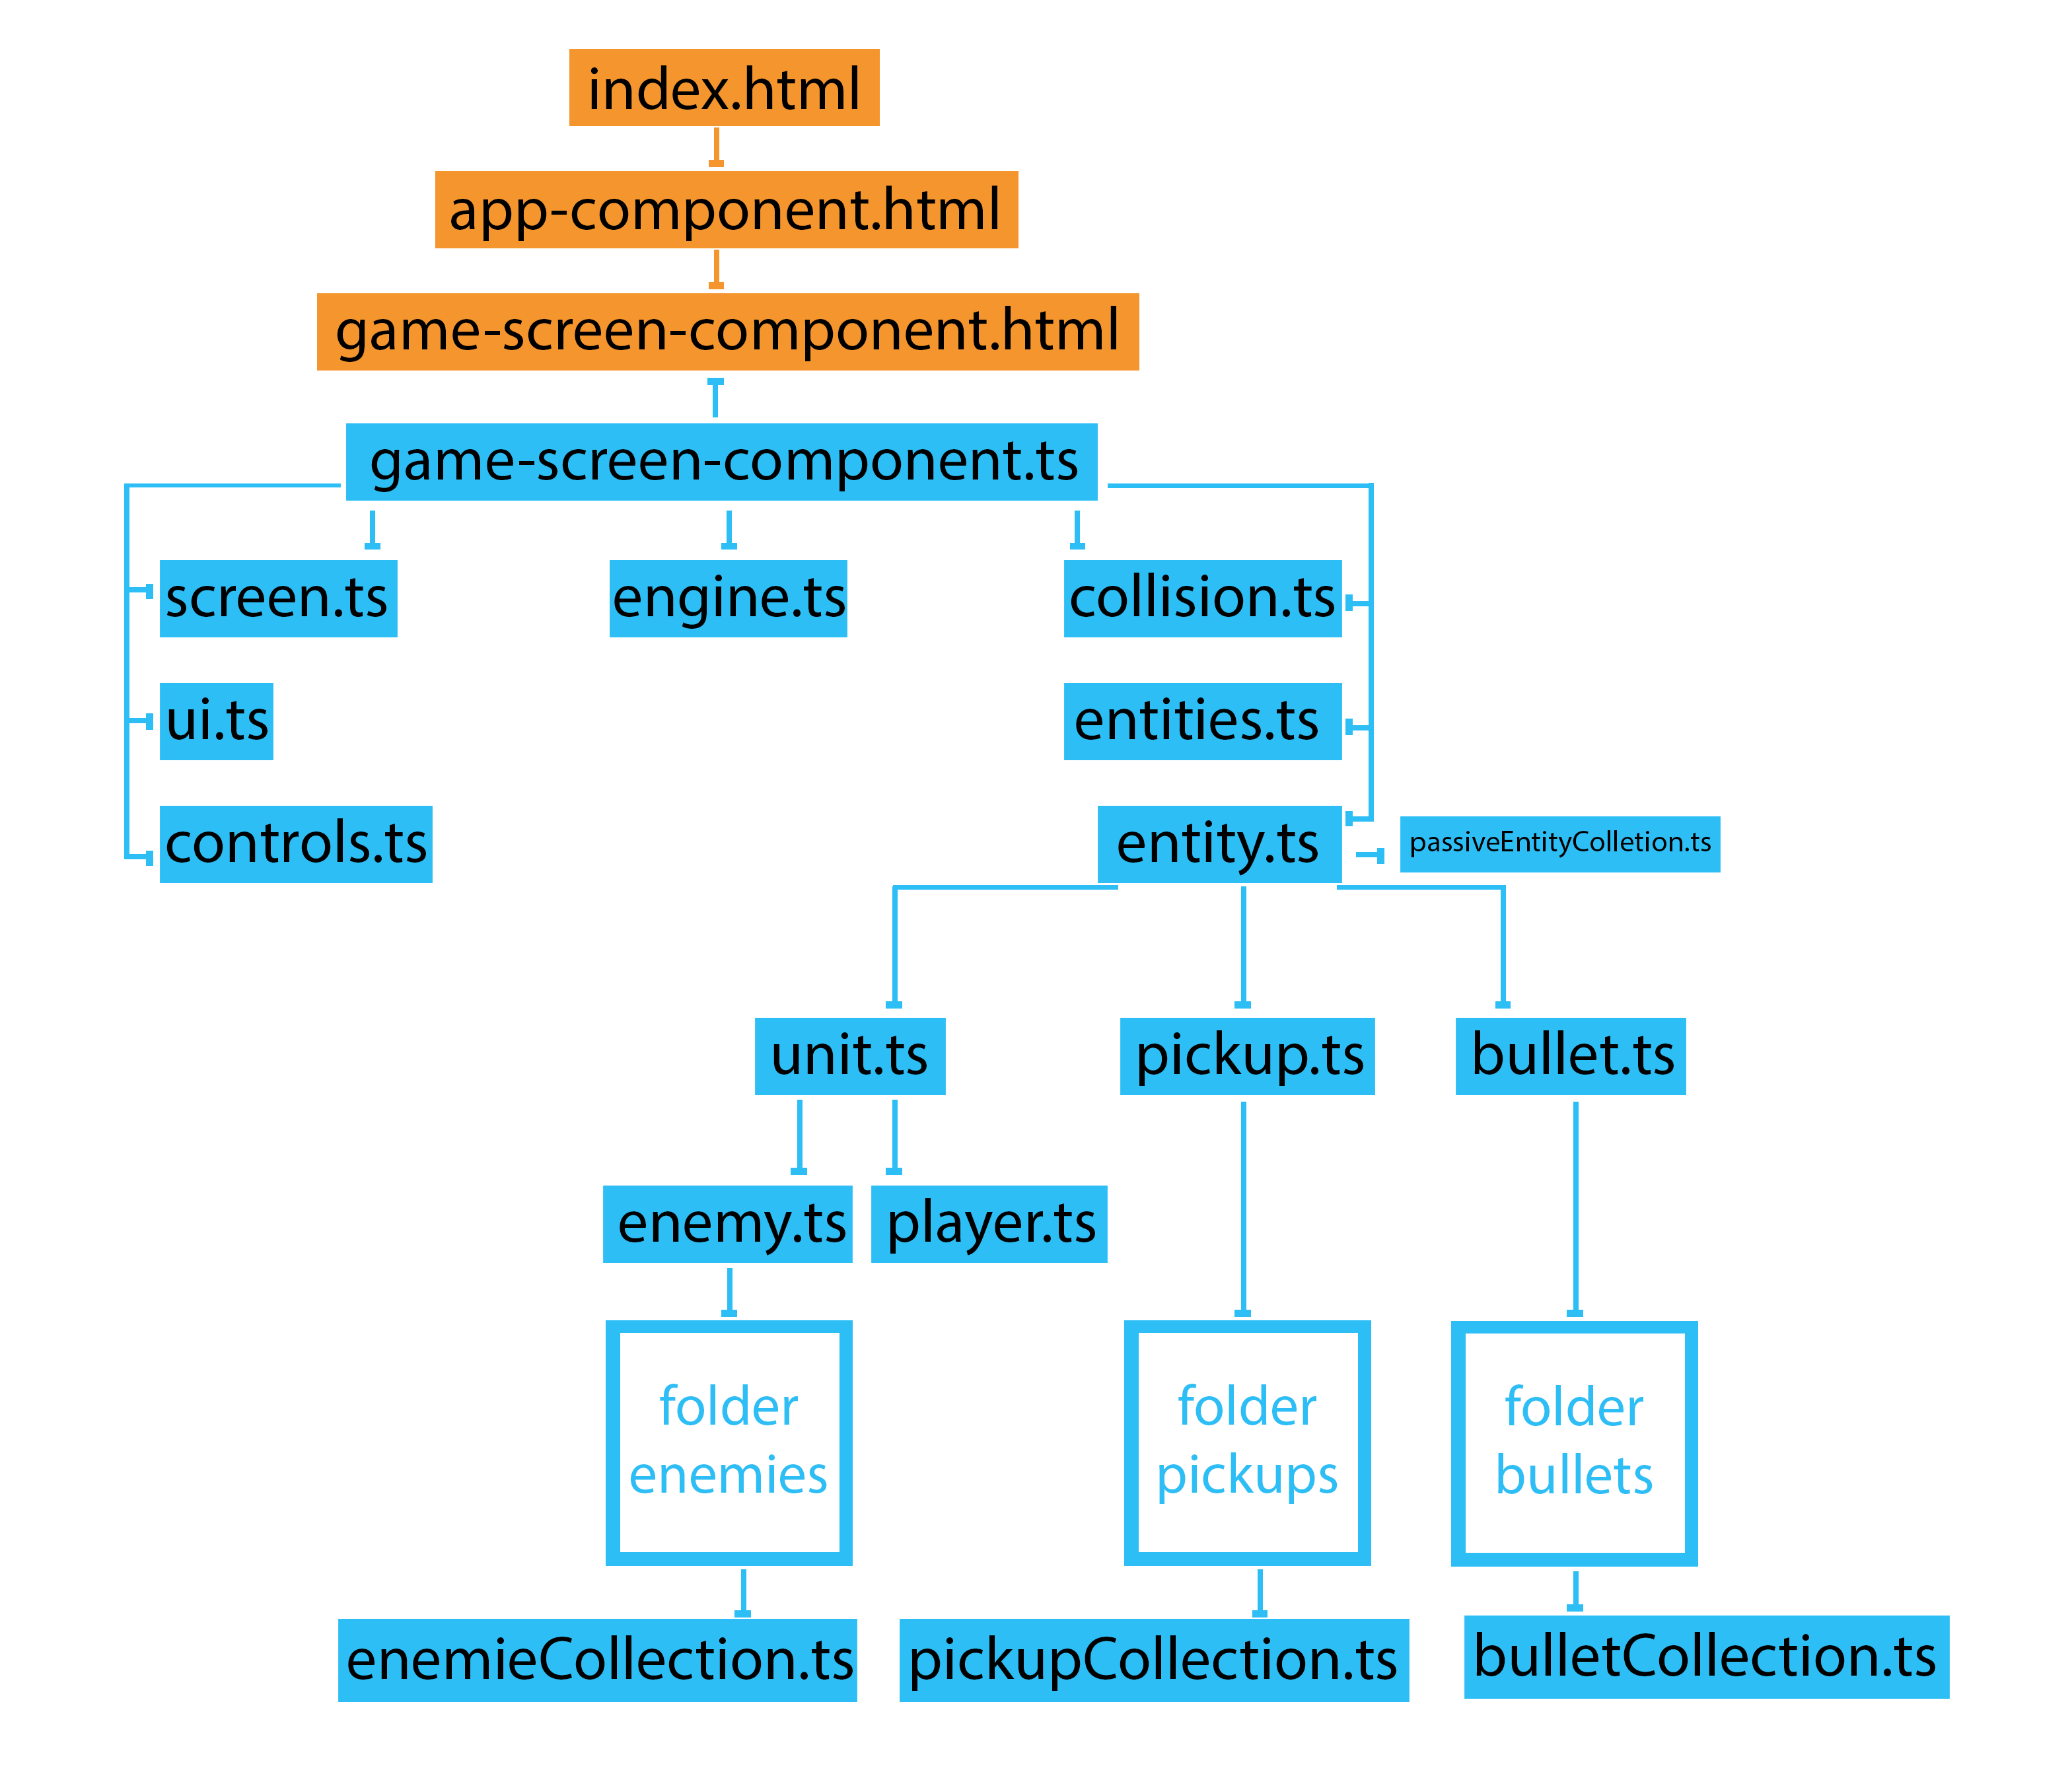 index.html
app-component.html
game-screen-component.html
game-screen-component.ts
screen.ts
engine.ts
collision.ts
ui.ts
entities.ts
controls.ts
entity.ts
passiveEntityColletion.ts
unit.ts
pickup.ts
bullet.ts
enemy.ts
player.ts
folder
enemies
folder
pickups
folder
bullets
enemieCollection.ts
pickupCollection.ts
bulletCollection.ts